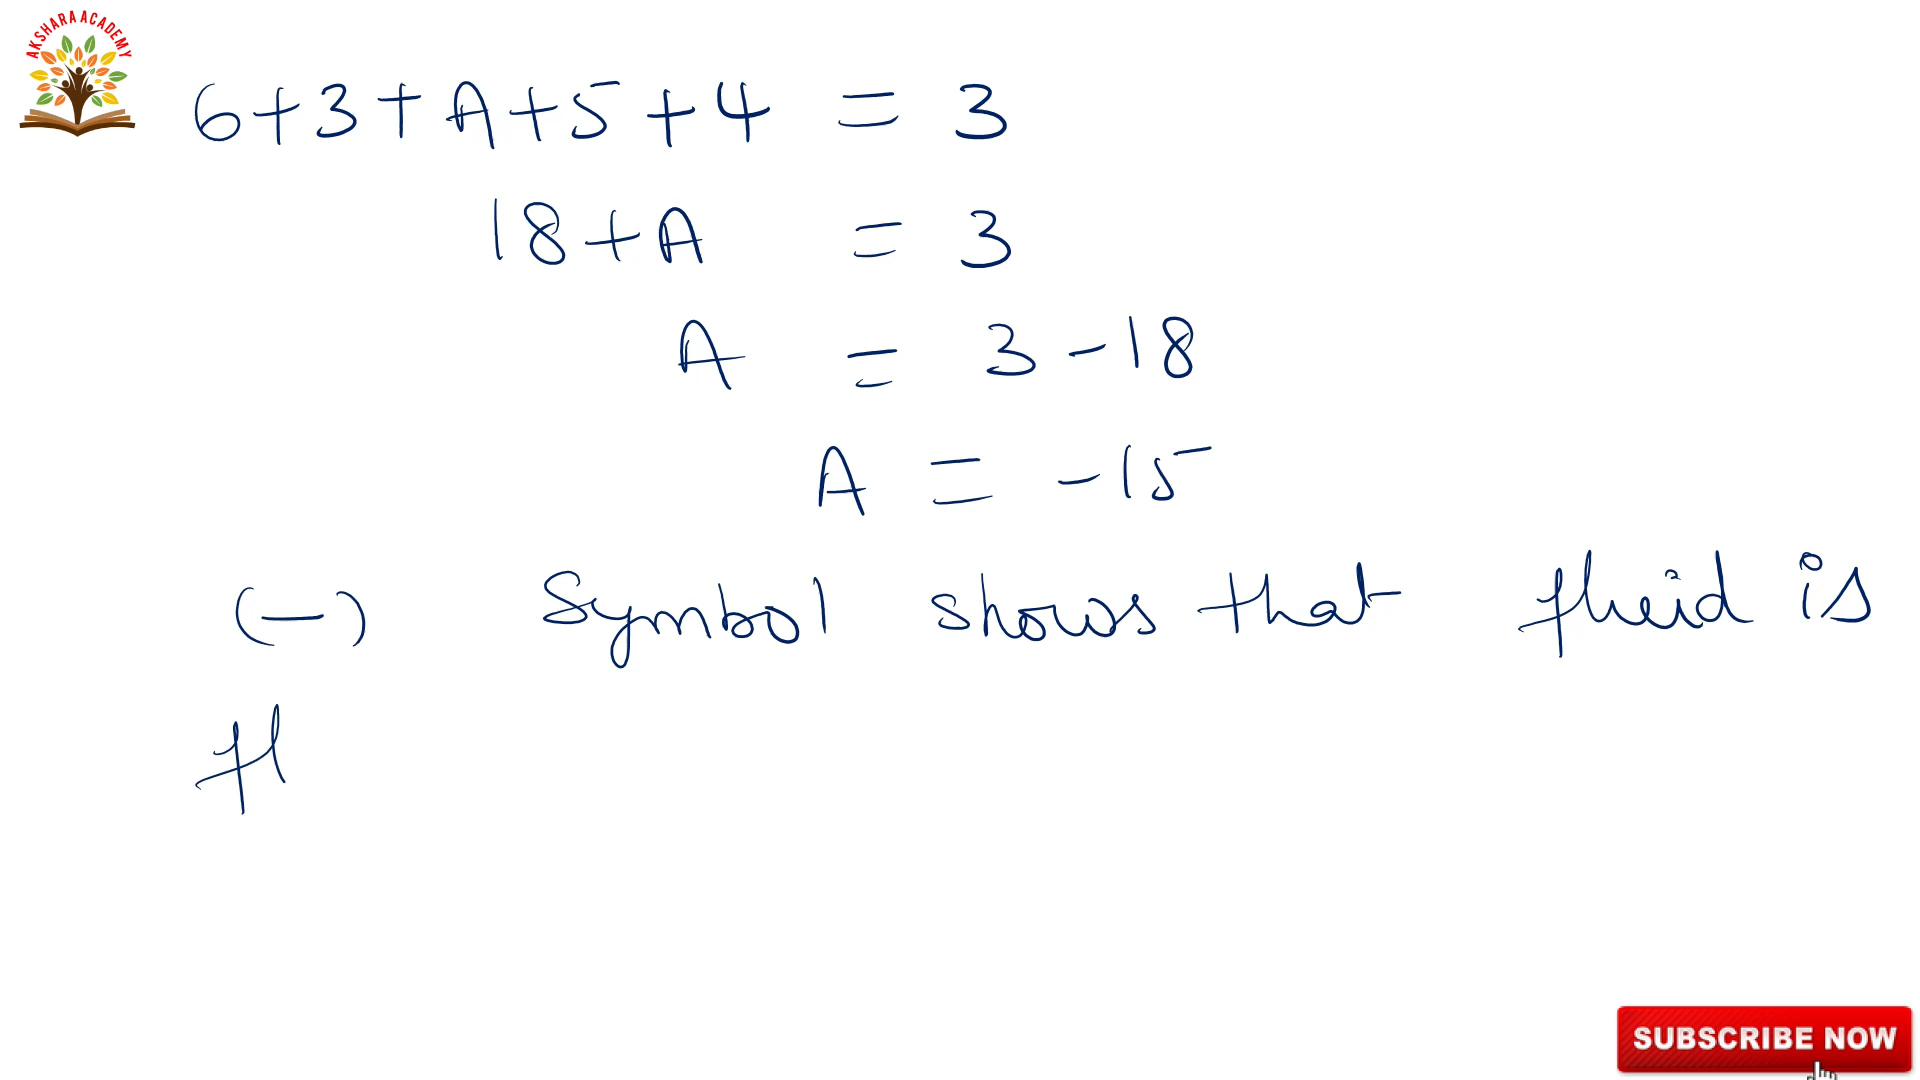 AKSHARA ACADEMY
6+3+A+5+4 = 3
18+A = 3
A = 3-18
A = -15
(-) Symbol shows that fluid is
fl
SUBSCRIBE NOW